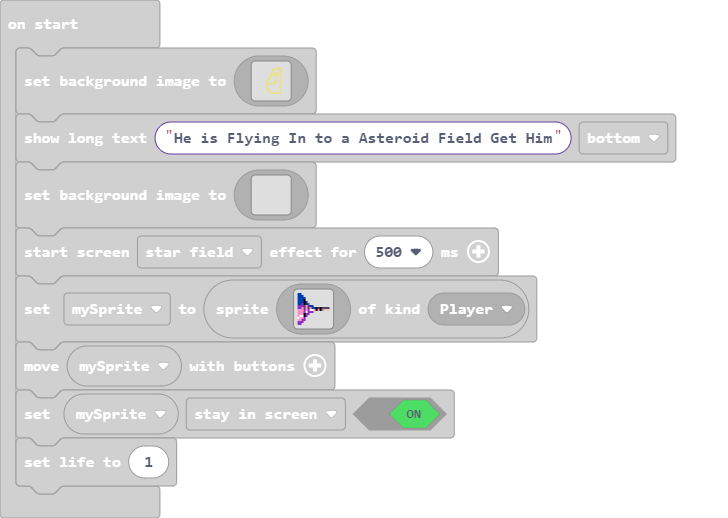 on start
set background image to
show long text "He is Flying In to a Asteroid Field Get Him" bottom
set background image to
start screen star field effect for 500 ms
set mySprite to sprite of kind Player
move mySprite with buttons
set mySprite stay in screen ON
set life to 1